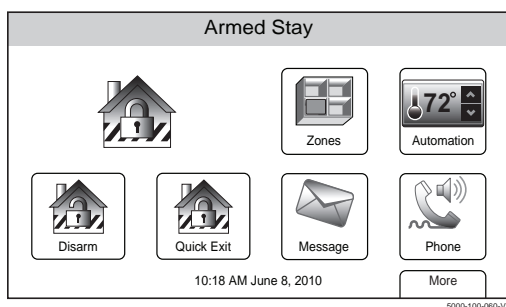 Armed Stay
72°
Zones
Automation
Disarm
Quick Exit
Message
Phone
10:18 AM June 8, 2010
More
5000-100-060-V